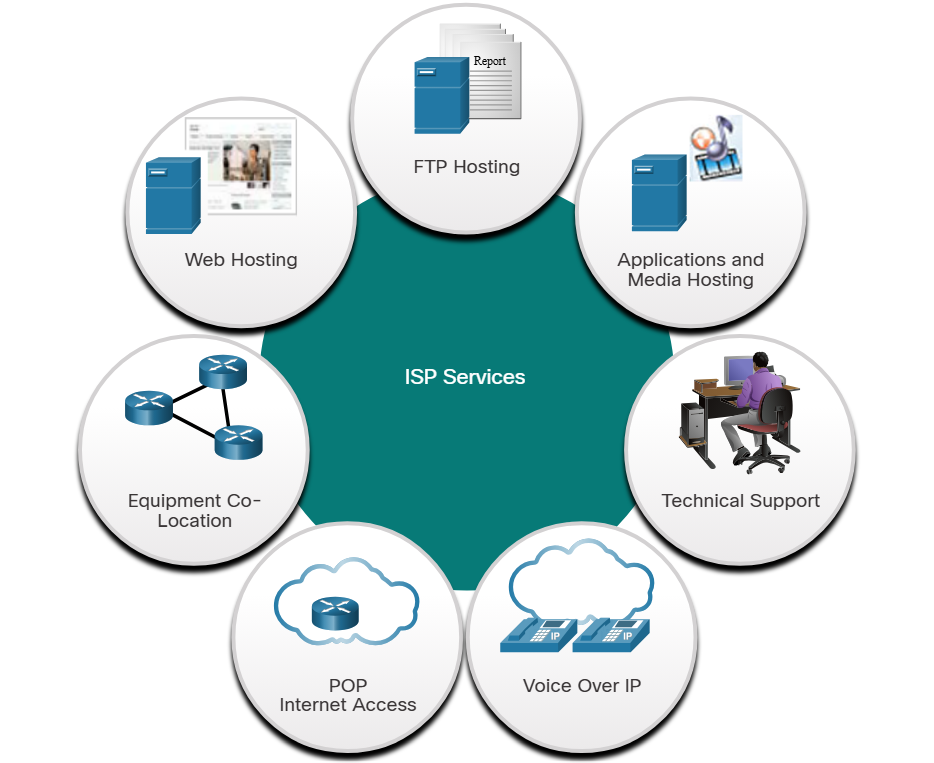 Report
FTP Hosting
Web Hosting
Applications and
Media Hosting
ISP Services
Equipment Co-
Location
Technical Support
POP
Internet Access
IP
IP
Voice Over IP